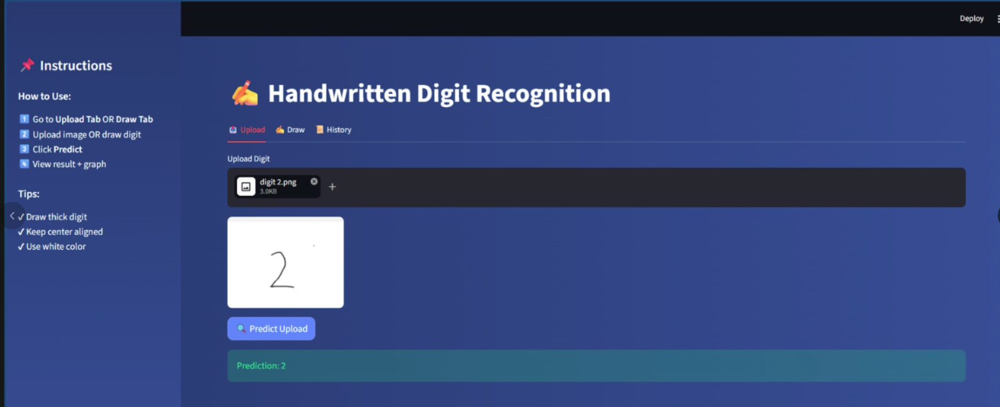 Deploy
📌 Instructions
How to Use:
1️⃣ Go to Upload Tab OR Draw Tab
2️⃣ Upload image OR draw digit
3️⃣ Click Predict
4️⃣ View result + graph
Tips:
✓ Draw thick digit
✓ Keep center aligned
✓ Use white color
✍️ Handwritten Digit Recognition
📤 Upload ✍️ Draw 📜 History
Upload Digit
digit 2.png
3.0KB
2
🔍 Predict Upload
Prediction: 2